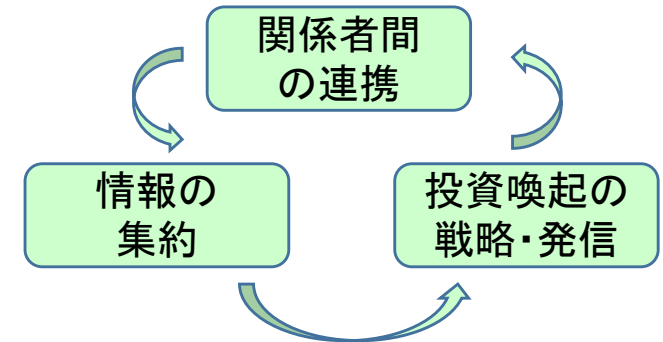 関係者間
の連携
情報の
集約
投資喚起の
戦略・発信